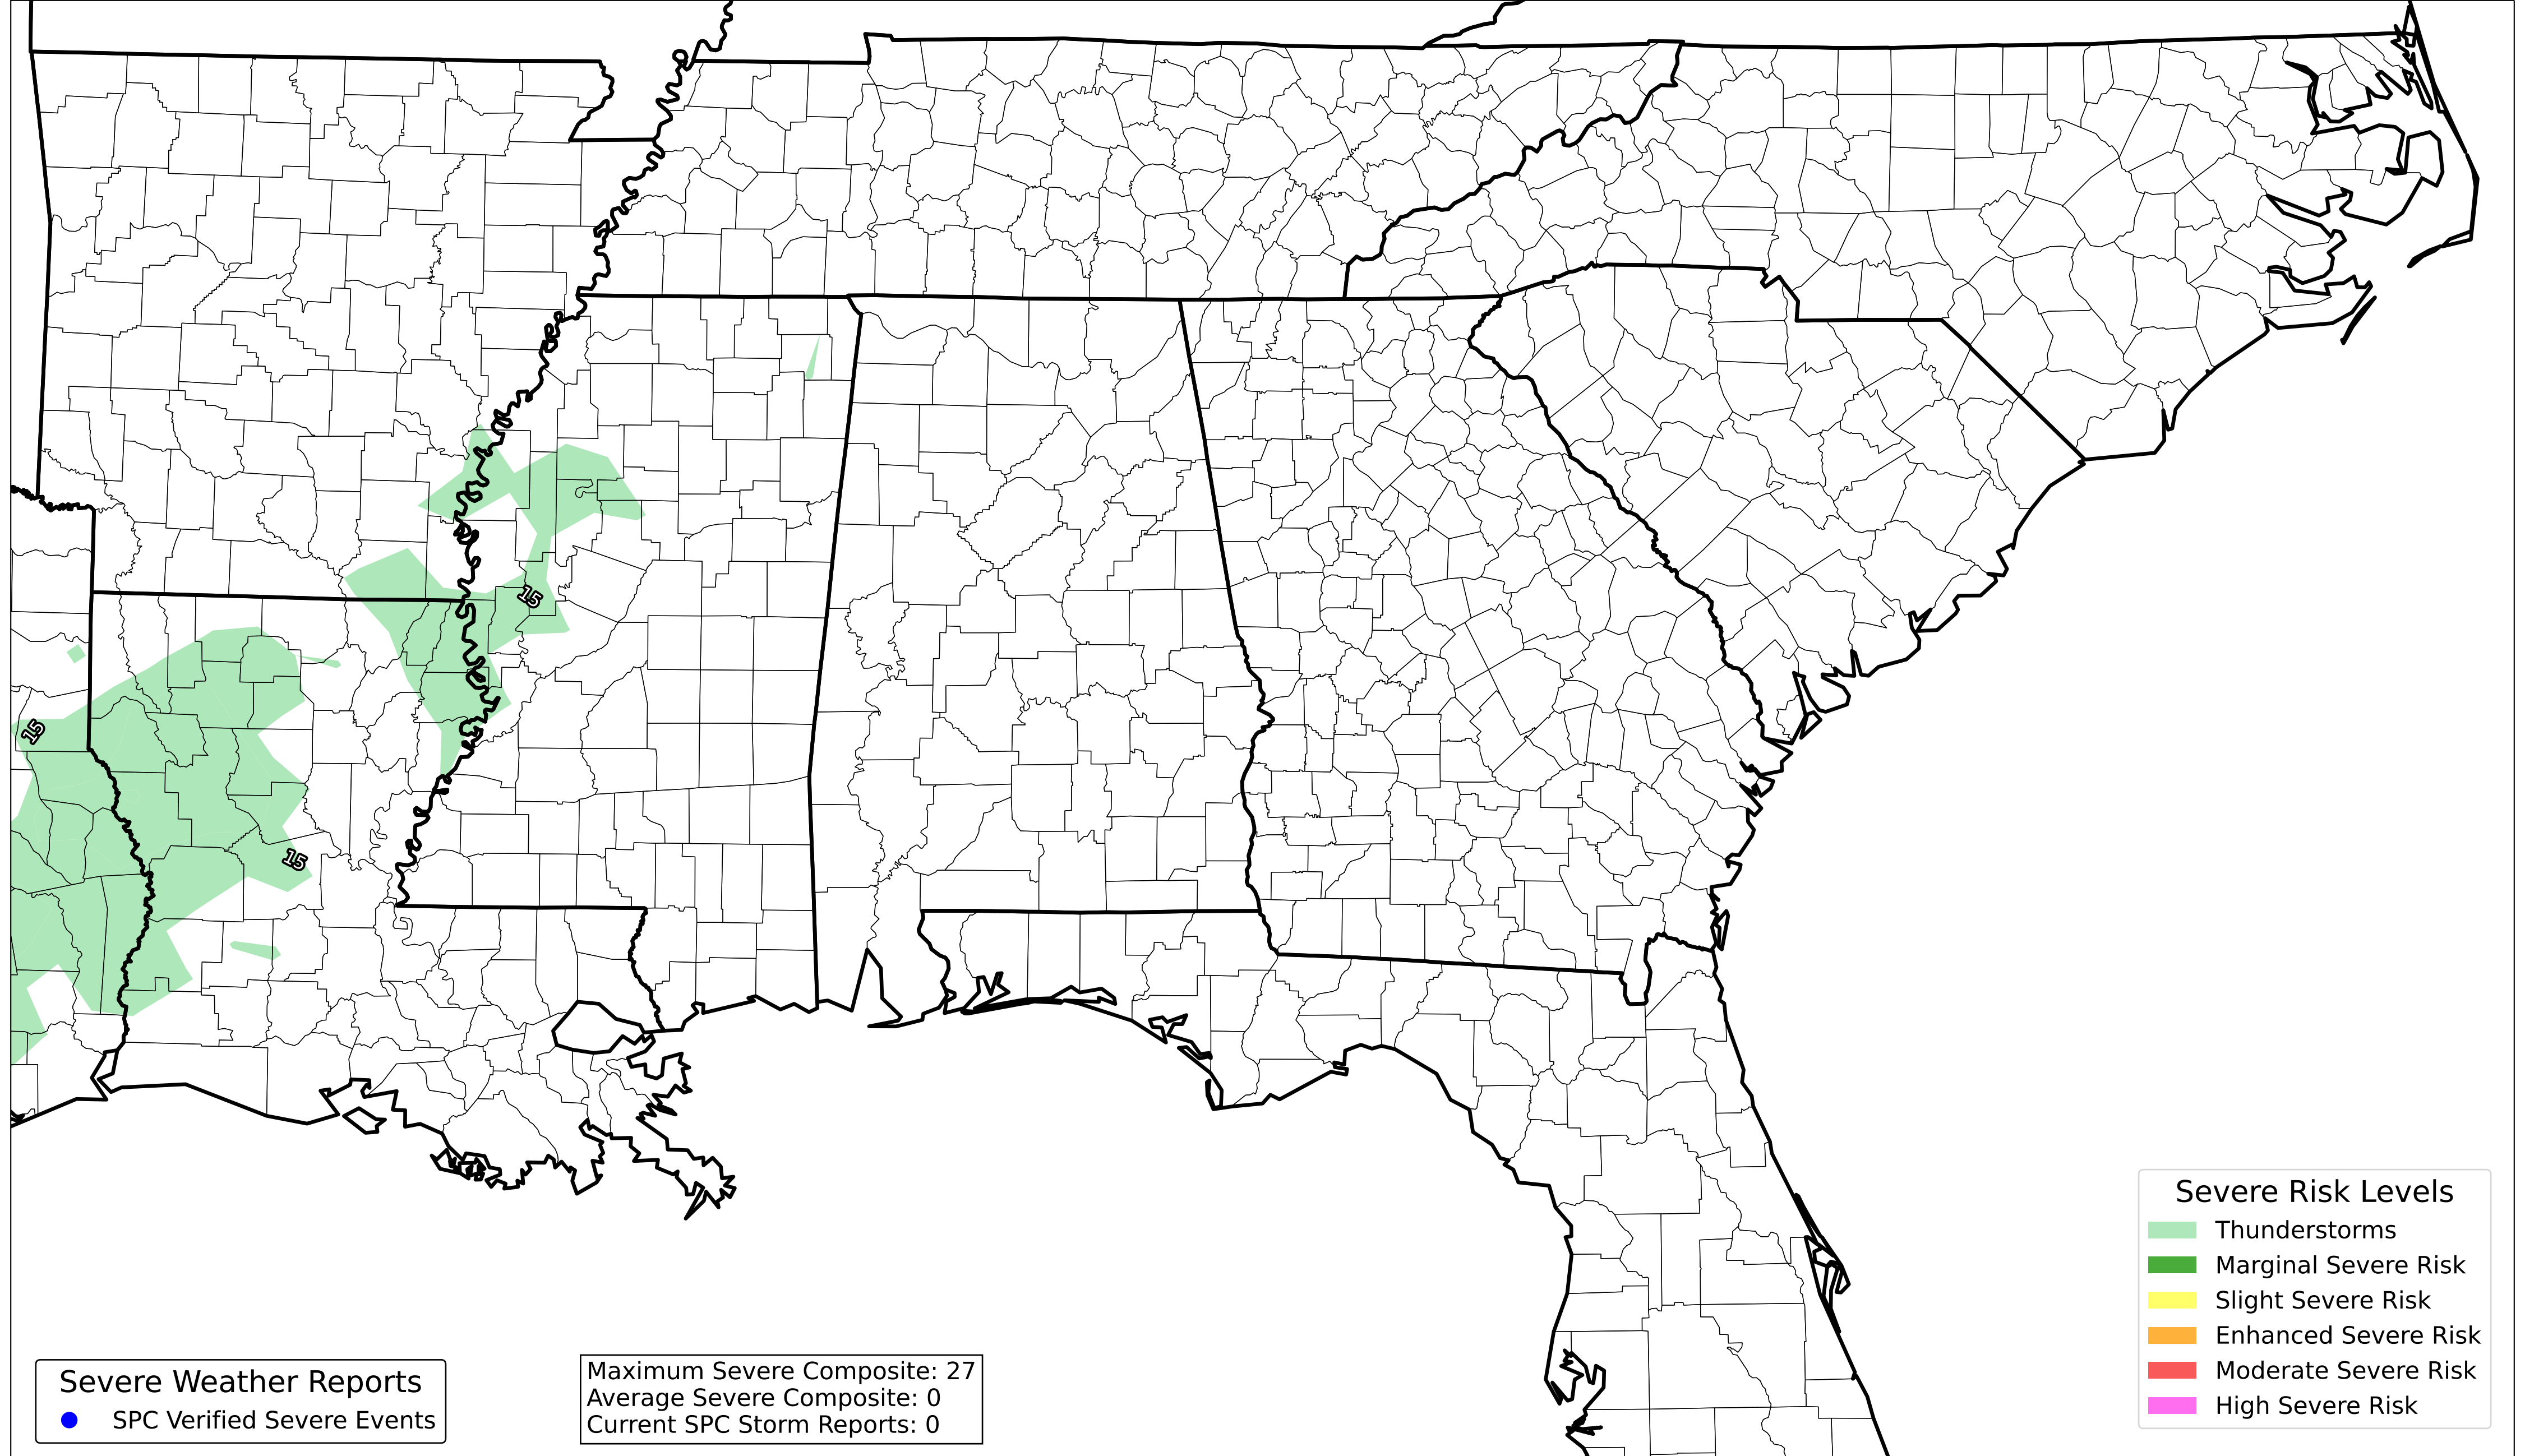 15
15
15
Severe Risk Levels
Thunderstorms
Marginal Severe Risk
Slight Severe Risk
Enhanced Severe Risk
Moderate Severe Risk
High Severe Risk
Severe Weather Reports
SPC Verified Severe Events
Maximum Severe Composite: 27
Average Severe Composite: 0
Current SPC Storm Reports: 0